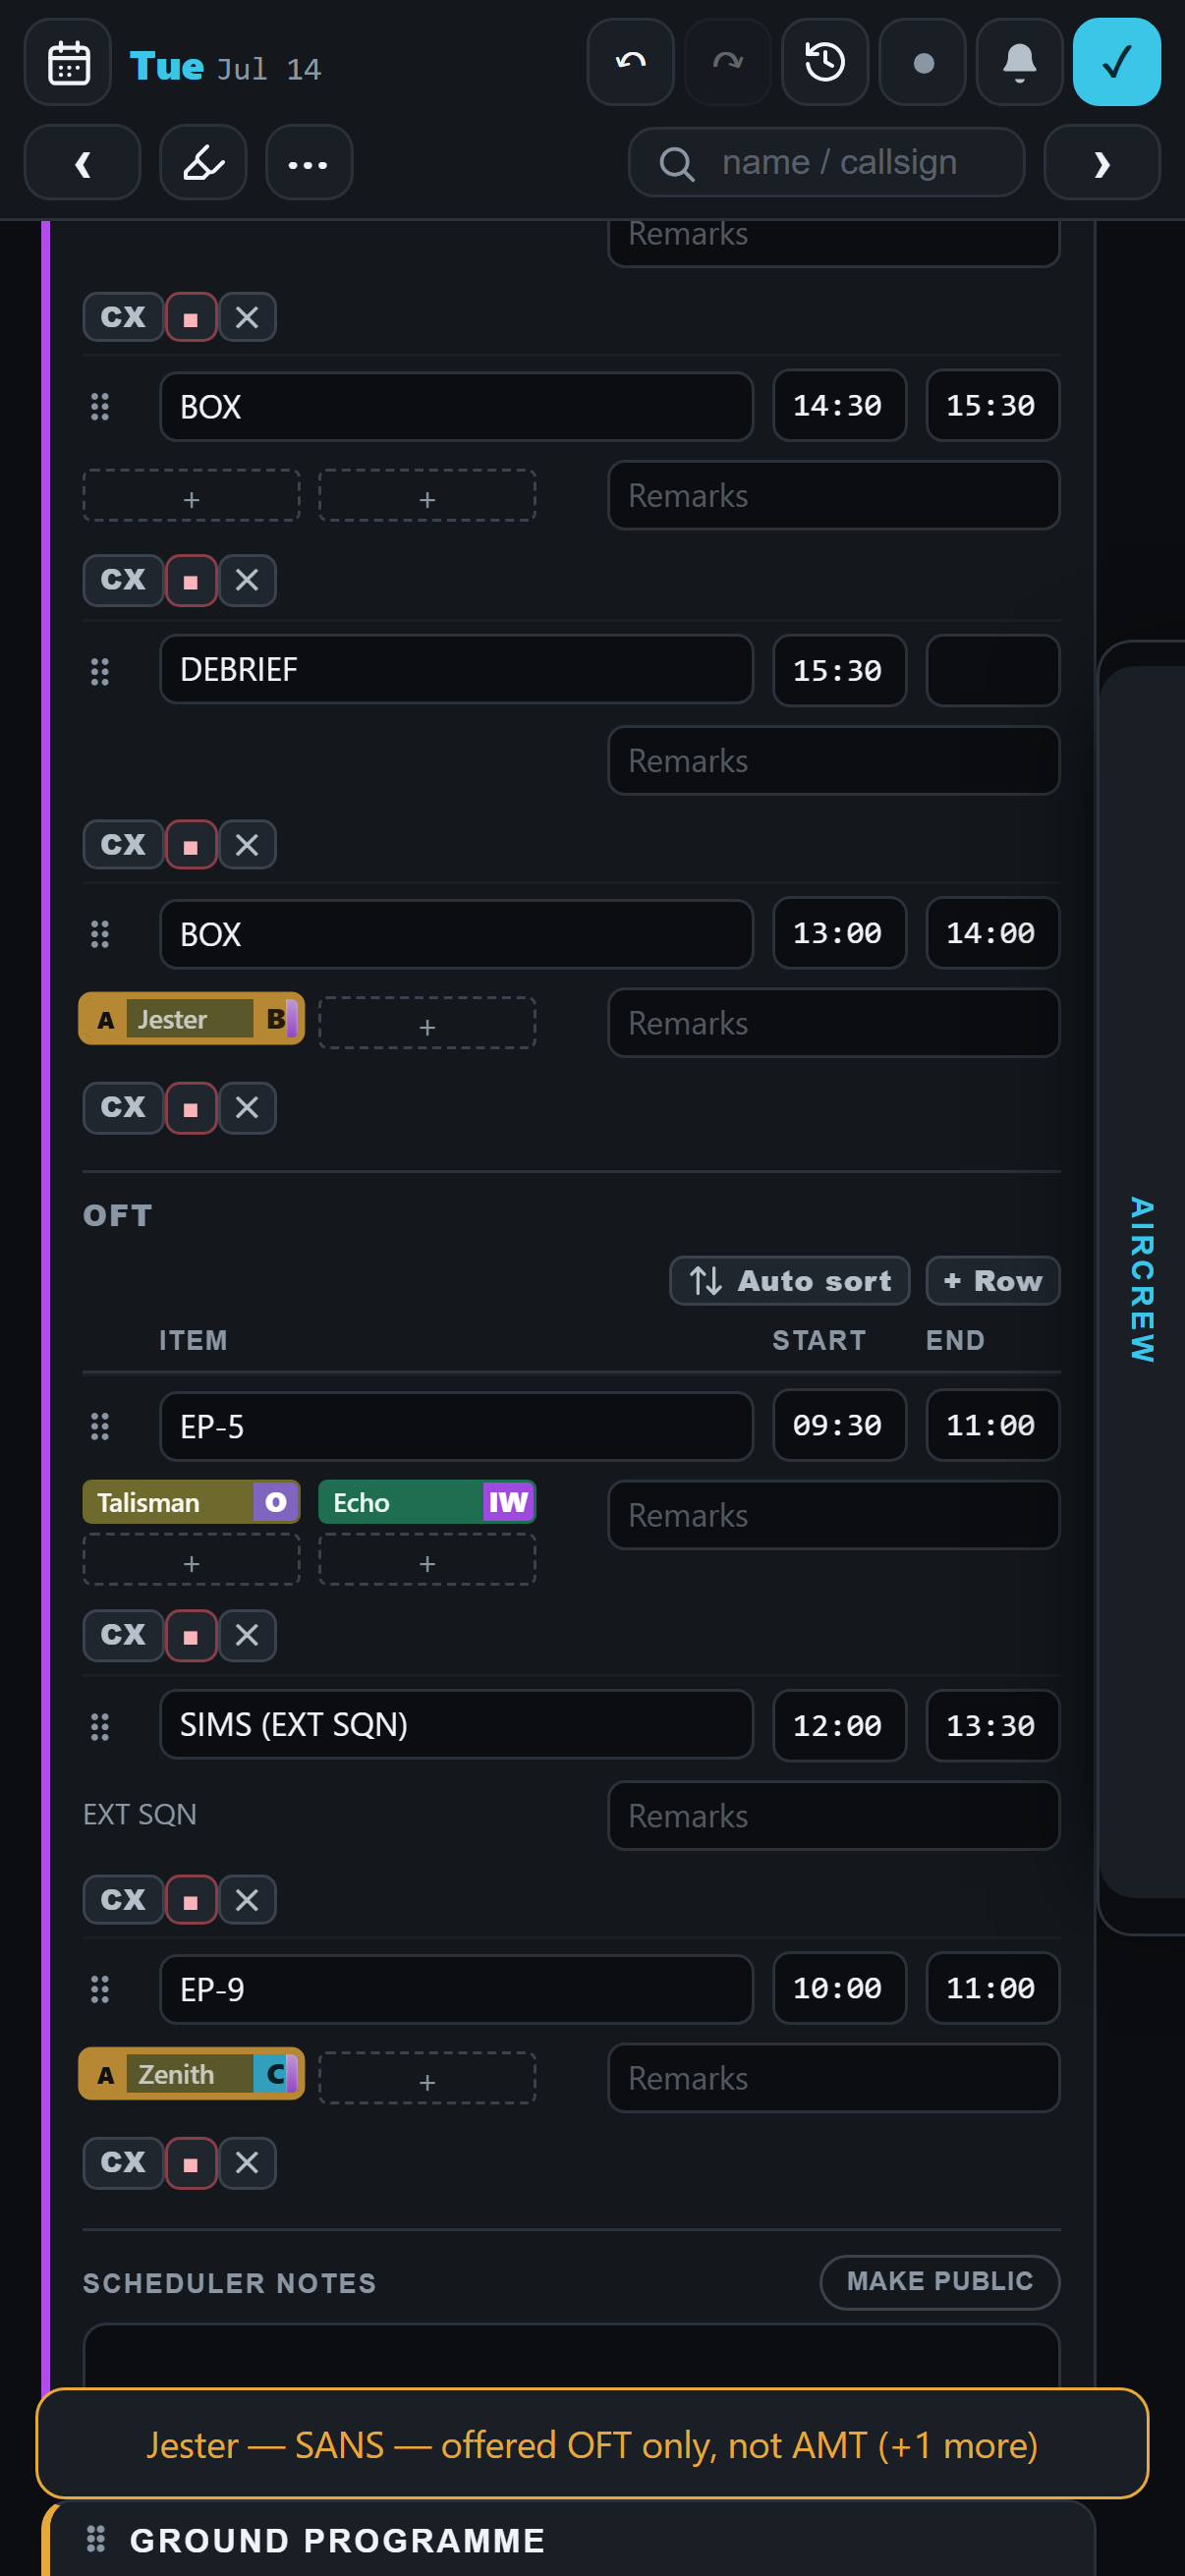 Tue Jul 14
name / callsign
Remarks
CX
BOX 14:30 15:30
+ + Remarks
CX
DEBRIEF 15:30
Remarks
CX
BOX 13:00 14:00
A Jester B + Remarks
CX
OFT
Auto sort + Row
ITEM START END
EP-5 09:30 11:00
Talisman O Echo IW Remarks
+ +
CX
SIMS (EXT SQN) 12:00 13:30
EXT SQN Remarks
CX
EP-9 10:00 11:00
A Zenith C + Remarks
CX
SCHEDULER NOTES MAKE PUBLIC
Jester — SANS — offered OFT only, not AMT (+1 more)
GROUND PROGRAMME
AIRCREW